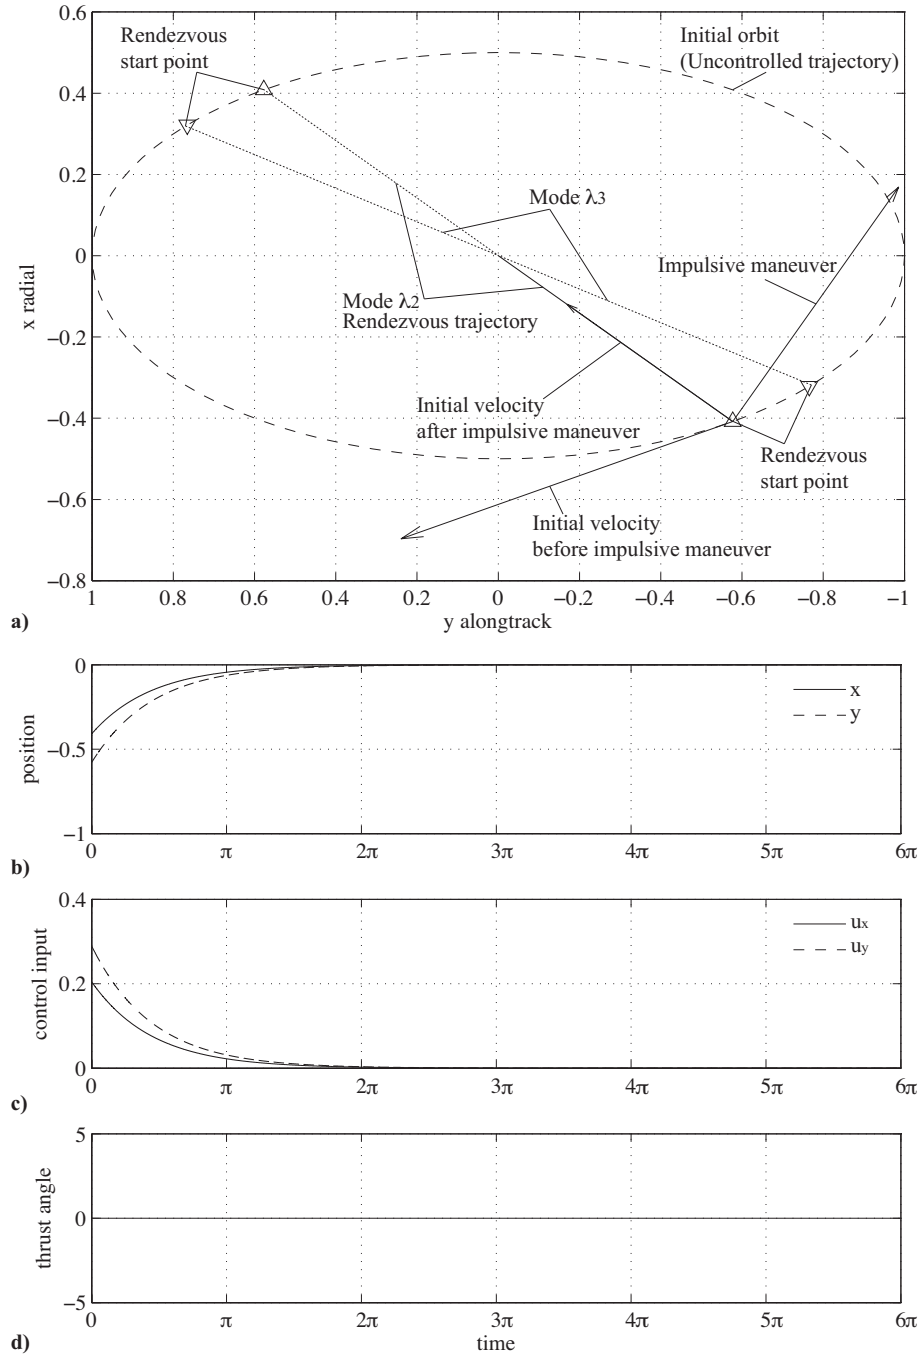 0.6
Rendezvous
start point
Initial orbit
(Uncontrolled trajectory)
0.4
0.2
Mode λ3
0
Impulsive maneuver
x radial
Mode λ2
Rendezvous trajectory
−0.2
−0.4
Initial velocity
after impulsive maneuver
Rendezvous
start point
−0.6
Initial velocity
before impulsive maneuver
−0.8
1 0.8 0.6 0.4 0.2 0 −0.2 −0.4 −0.6 −0.8 −1
y alongtrack
a)
0
x
y
position
−0.5
−1
0 π 2π 3π 4π 5π 6π
b)
0.4
ux
uy
control input
0.2
0
0 π 2π 3π 4π 5π 6π
c)
5
thrust angle
0
−5
0 π 2π 3π 4π 5π 6π
time
d)